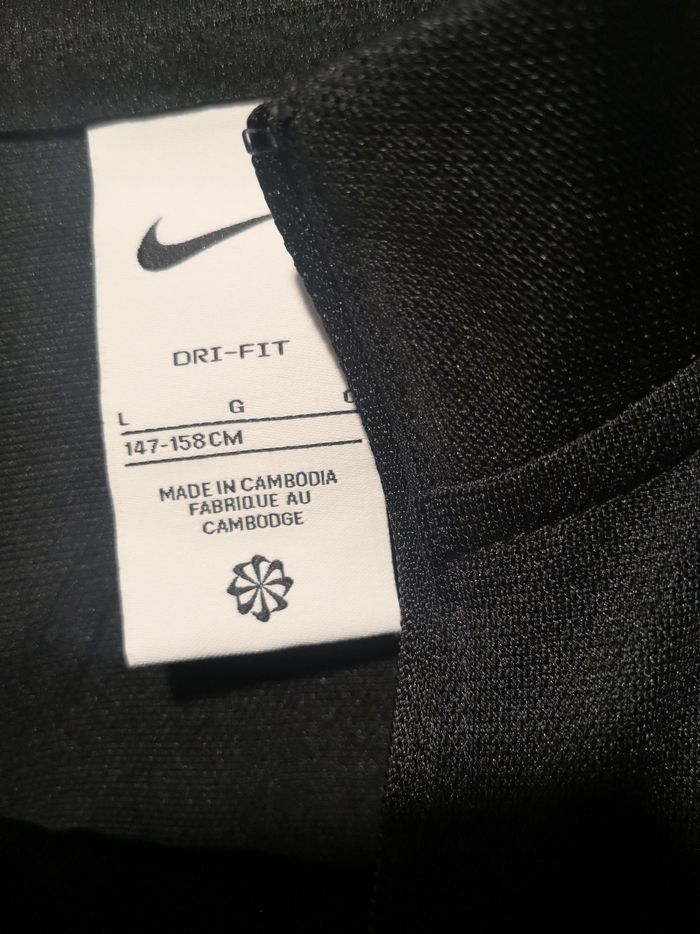 DRI-FIT
L G
147-158CM
MADE IN CAMBODIA
FABRIQUE AU
CAMBODGE